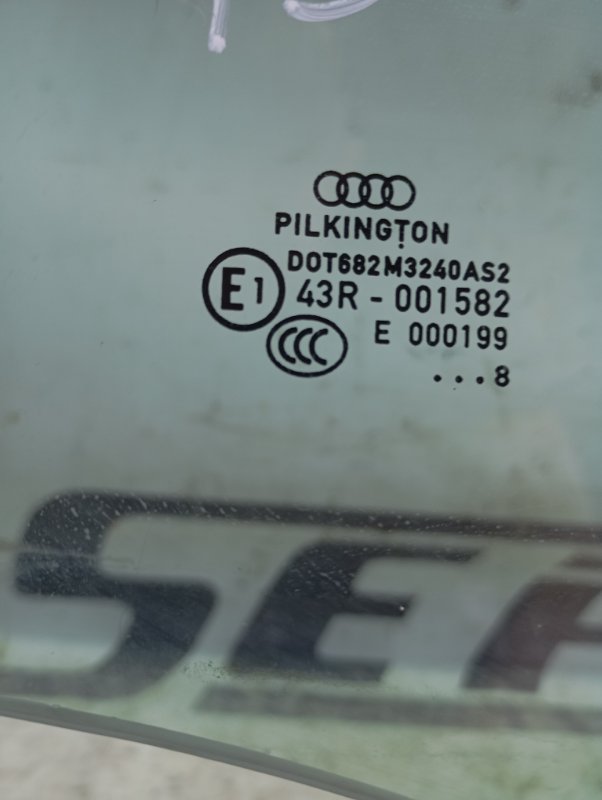 PILKINGTON
DOT682M3240AS2
E1 43R - 001582
CCC E 000199
...8